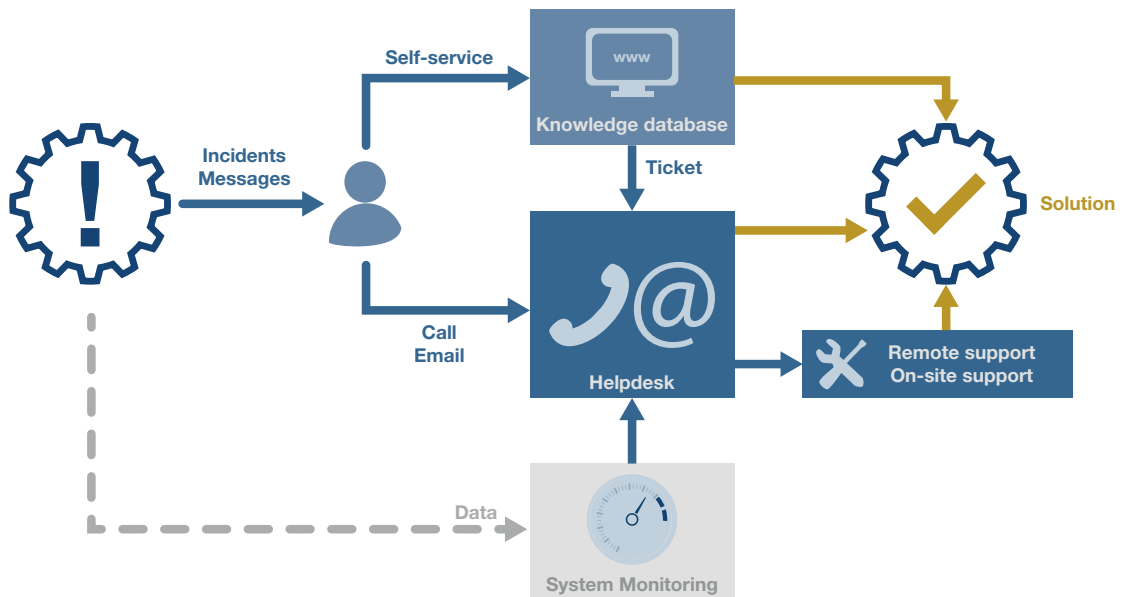 Self-service
www
Knowledge database
Incidents
Messages
Ticket
Solution
@
Call
Email
Helpdesk
Remote support
On-site support
Data
System Monitoring